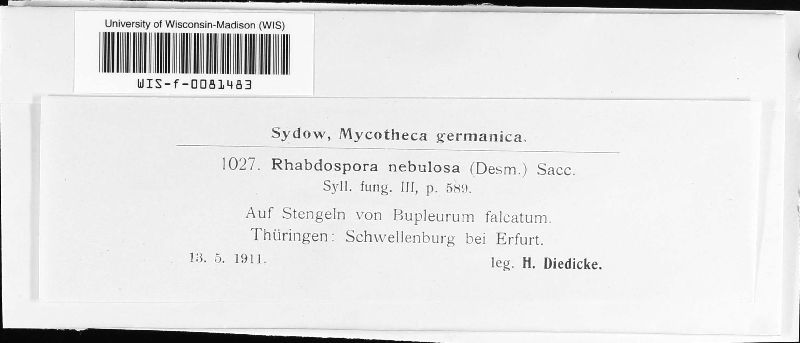 University of Wisconsin-Madison (WIS)
WIS-f-0081483
Sydow, Mycotheca germanica.
1027. Rhabdospora nebulosa (Desm.) Sacc.
Syll. fung. III, p. 589.
Auf Stengeln von Bupleurum falcatum.
Thüringen: Schwellenburg bei Erfurt.
13. 5. 1911.
leg. H. Diedicke.